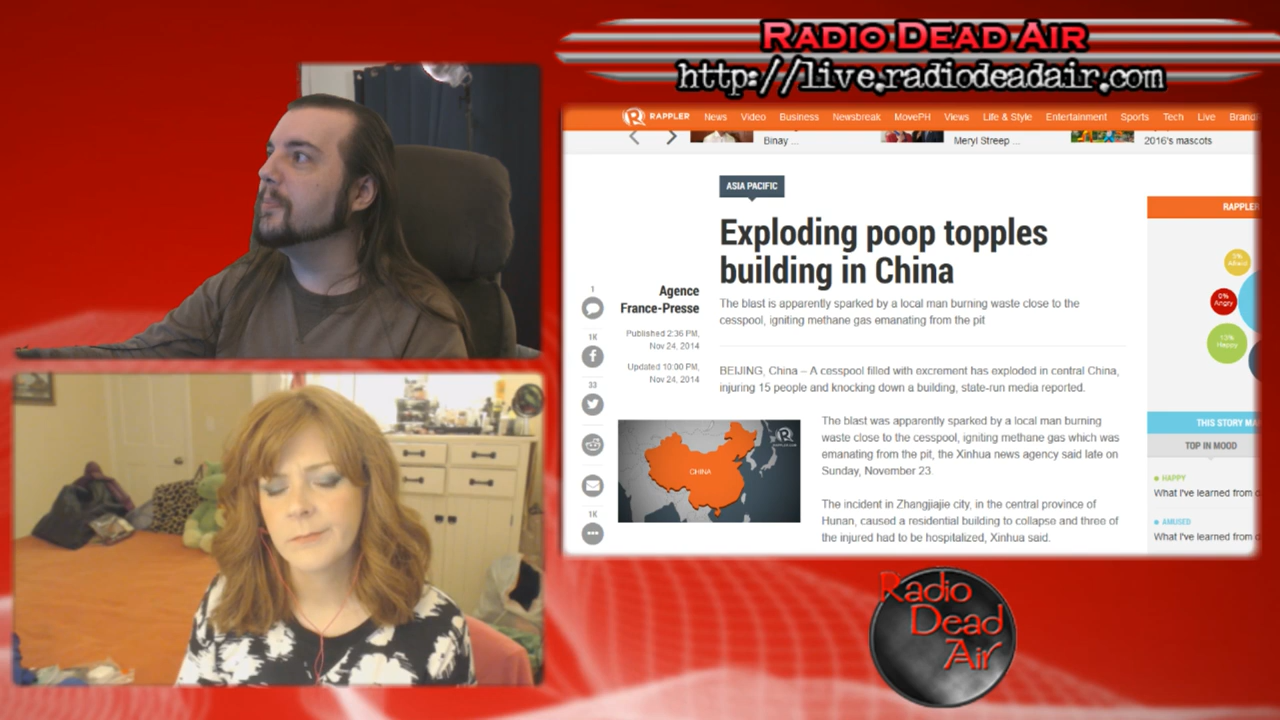 RADIO DEAD AIR
http://live.radiodeadair.com
RAPPLER News Video Business Newsbreak MovePH Views Life & Style Entertainment Sports Tech Live
Binay ...
Meryl Streep ...
2016's mascots
ASIA PACIFIC
Exploding poop topples
building in China
The blast is apparently sparked by a local man burning waste close to the
cesspool, igniting methane gas emanating from the pit
Agence
France-Presse
Published 2:36 PM,
Nov 24, 2014
Updated 10:00 PM,
Nov 24, 2014
1
1K
33
1K
BEIJING, China – A cesspool filled with excrement has exploded in central China,
injuring 15 people and knocking down a building, state-run media reported.
The blast was apparently sparked by a local man burning
waste close to the cesspool, igniting methane gas which was
emanating from the pit, the Xinhua news agency said late on
Sunday, November 23
The incident in Zhangjiajie city, in the central province of
Hunan, caused a residential building to collapse and three of
the injured had to be hospitalized, Xinhua said.
CHINA
RAPPLER
0%
Angry
13%
Happy
THIS STORY
TOP IN MOOD
HAPPY
What I've learned from
AMUSED
What I've learned from
Radio
Dead
Air